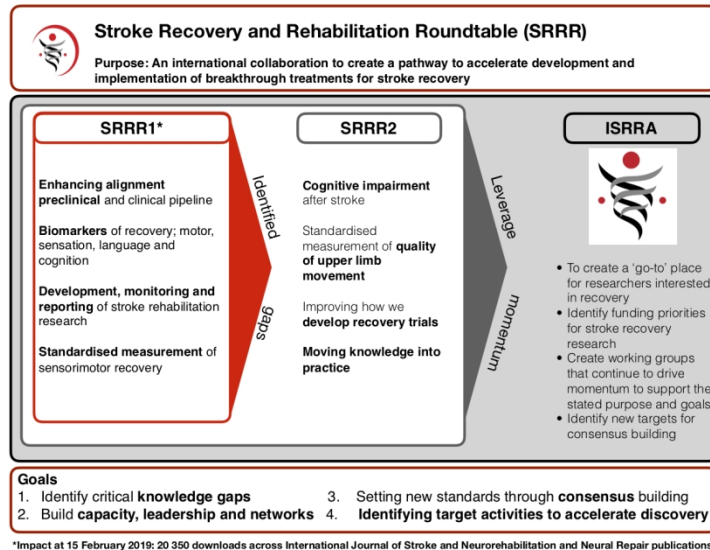 Stroke Recovery and Rehabilitation Roundtable (SRRR)
Purpose: An international collaboration to create a pathway to accelerate development and
implementation of breakthrough treatments for stroke recovery
SRRR1*
Enhancing alignment
preclinical and clinical pipeline
Biomarkers of recovery; motor,
sensation, language and
cognition
Development, monitoring and
reporting of stroke rehabilitation
research
Standardised measurement of
sensorimotor recovery
Identified
gaps
SRRR2
Cognitive impairment
after stroke
Standardised
measurement of quality
of upper limb
movement
Improving how we
develop recovery trials
Moving knowledge into
practice
Leverage
momentum
ISRRA
• To create a ‘go-to’ place
for researchers interested
in recovery
• Identify funding priorities
for stroke recovery
research
• Create working groups
that continue to drive
momentum to support the
stated purpose and goals
• Identify new targets for
consensus building
Goals
1. Identify critical knowledge gaps
2. Build capacity, leadership and networks
3. Setting new standards through consensus building
4. Identifying target activities to accelerate discovery
*Impact at 15 February 2019: 20 350 downloads across International Journal of Stroke and Neurorehabilitation and Neural Repair publications